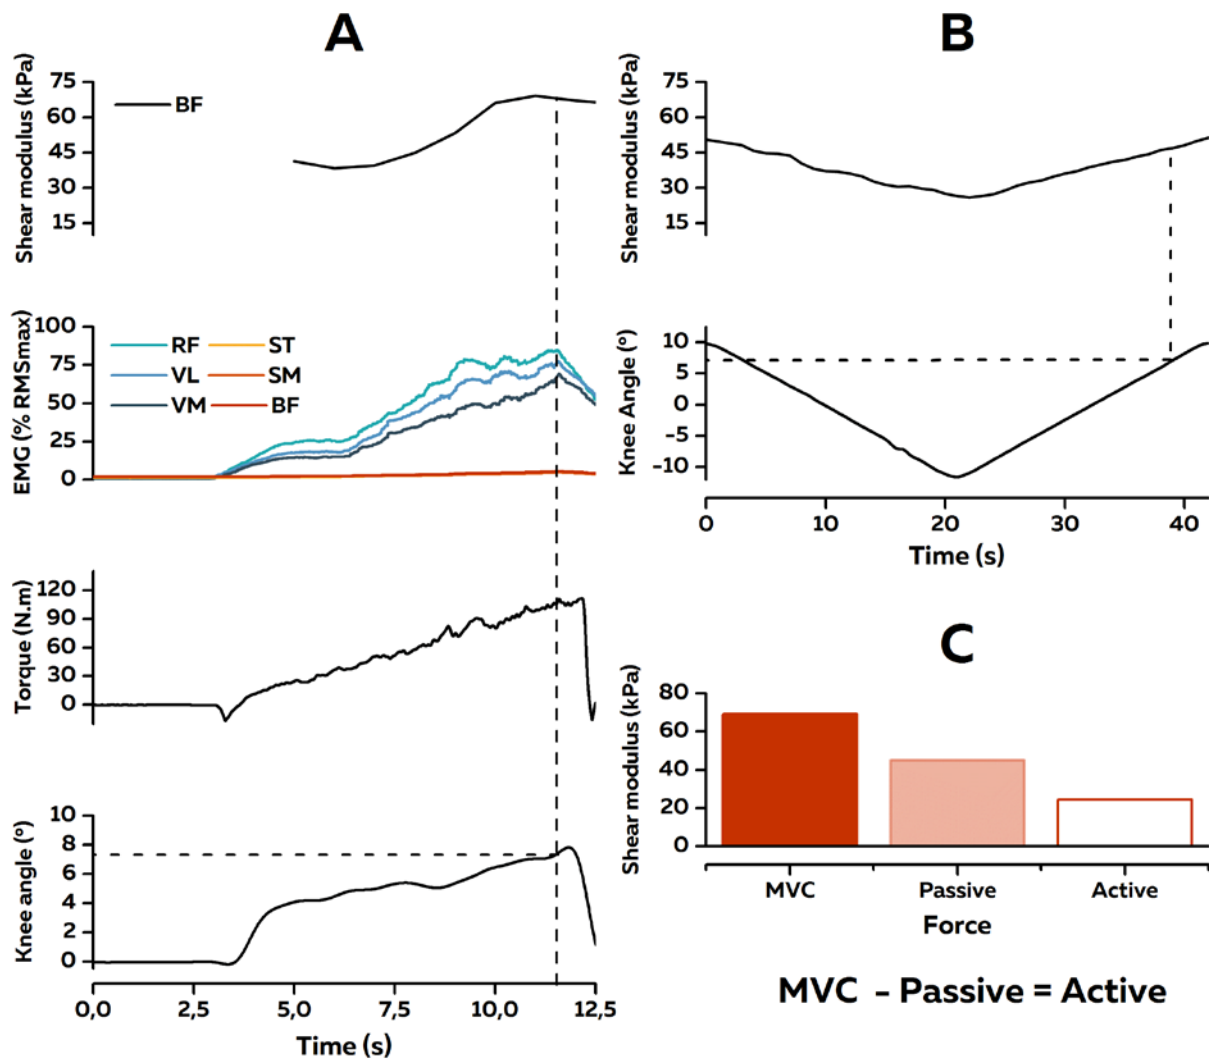 A
Shear modulus (kPa)
75
60
45
30
15
BF
EMG (% RMSmax)
100
75
50
25
0
RF ST
VL SM
VM BF
Torque (N.m)
120
90
60
30
0
Knee angle (°)
10
8
6
4
2
0
0,0 2,5 5,0 7,5 10,0 12,5
Time (s)
B
Shear modulus (kPa)
75
60
45
30
15
Knee Angle (°)
10
5
0
-5
-10
0 10 20 30 40
Time (s)
C
Shear modulus (kPa)
80
60
40
20
0
MVC Passive Active
Force
MVC - Passive = Active